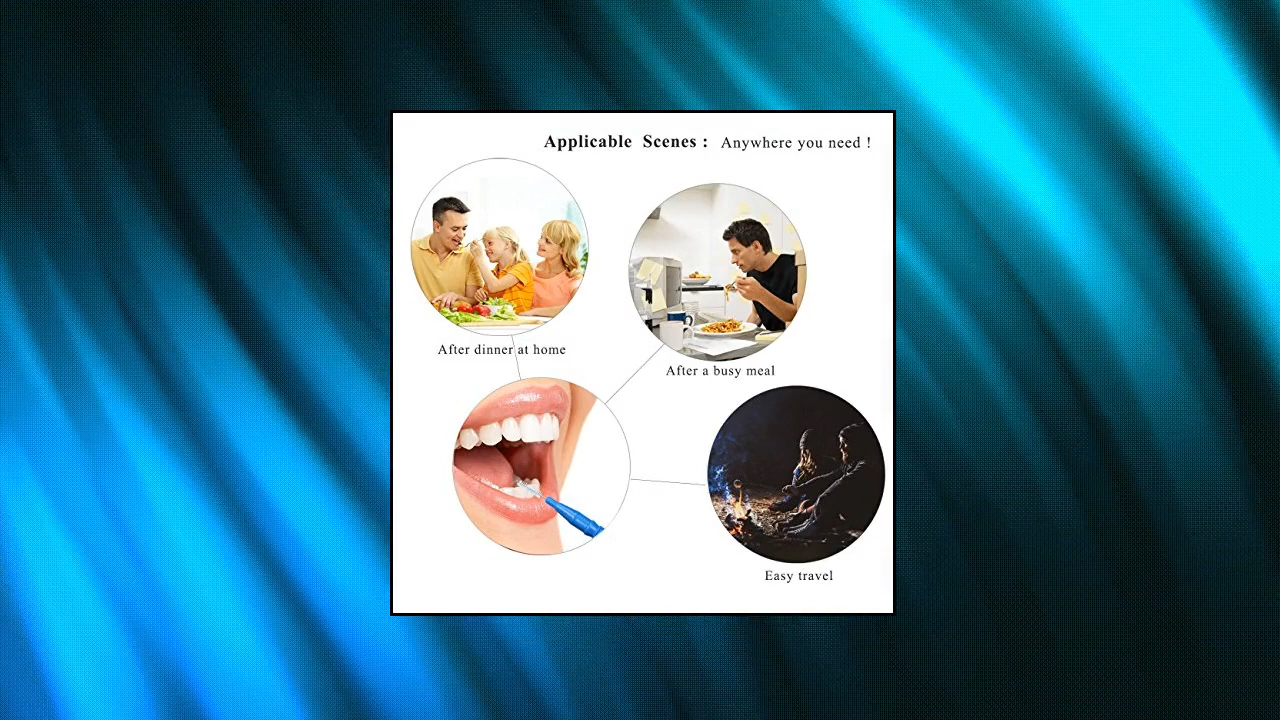 Applicable Scenes : Anywhere you need !
After dinner at home
After a busy meal
Easy travel